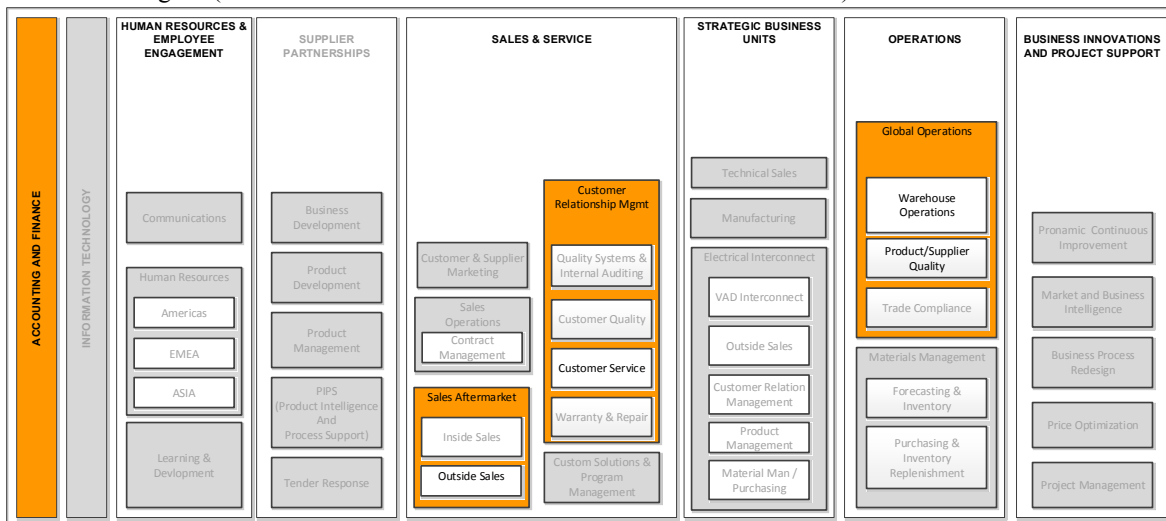 ACCOUNTING AND FINANCE
INFORMATION TECHNOLOGY
HUMAN RESOURCES &
EMPLOYEE
ENGAGEMENT
Communications
Human Resources
Americas
EMEA
ASIA
Learning &
Devlopment
SUPPLIER
PARTNERSHIPS
Business
Development
Product
Development
Product
Management
PIPS
(Product Intelligence
And
Process Support)
Tender Response
SALES & SERVICE
Customer & Supplier
Marketing
Sales
Operations
Contract
Management
Sales Aftermarket
Inside Sales
Outside Sales
Customer
Relationship Mgmt
Quality Systems &
Internal Auditing
Customer Quality
Customer Service
Warranty & Repair
Custom Solutions &
Program
Management
STRATEGIC BUSINESS
UNITS
Technical Sales
Manufacturing
Electrical Interconnect
VAD Interconnect
Outside Sales
Customer Relation
Management
Product
Management
Material Man /
Purchasing
OPERATIONS
Global Operations
Warehouse
Operations
Product/Supplier
Quality
Trade Compliance
Materials Management
Forecasting &
Inventory
Purchasing &
Inventory
Replenishment
BUSINESS INNOVATIONS
AND PROJECT SUPPORT
Pronamic Continuous
Improvement
Market and Business
Intelligence
Business Process
Redesign
Price Optimization
Project Management